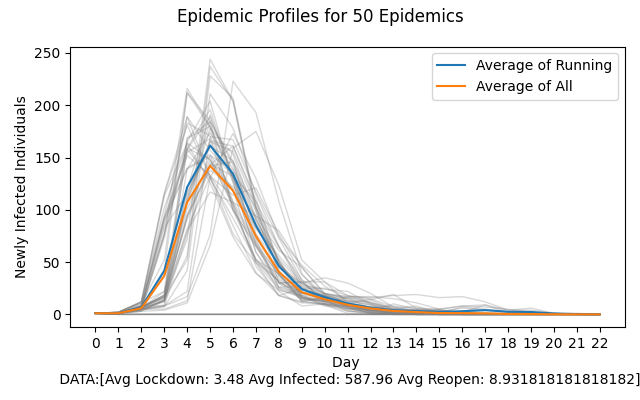 Epidemic Profiles for 50 Epidemics
250
200
150
100
50
0
Newly Infected Individuals
Average of Running
Average of All
0 1 2 3 4 5 6 7 8 9 10 11 12 13 14 15 16 17 18 19 20 21 22
Day
DATA:[Avg Lockdown: 3.48 Avg Infected: 587.96 Avg Reopen: 8.931818181818182]